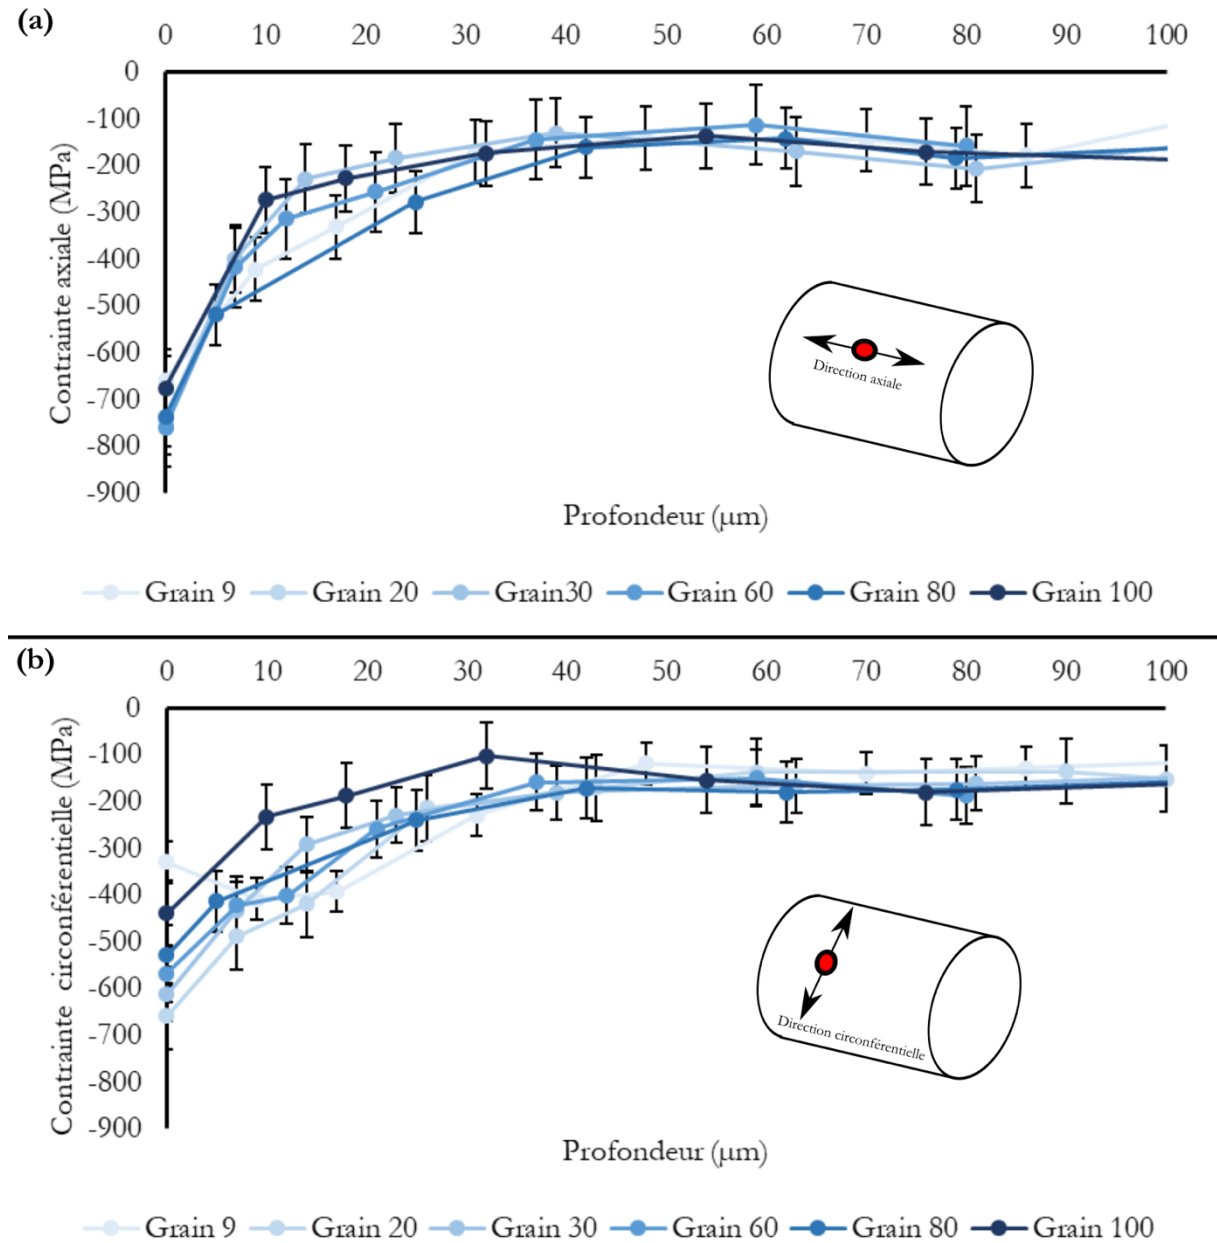 (a)
0 10 20 30 40 50 60 70 80 90 100
0
-100
-200
-300
-400
-500
-600
-700
-800
-900
Contrainte axiale (MPa)
Direction axiale
Profondeur (µm)
Grain 9 Grain 20 Grain30 Grain 60 Grain 80 Grain 100
(b)
0 10 20 30 40 50 60 70 80 90 100
0
-100
-200
-300
-400
-500
-600
-700
-800
-900
Contrainte circonférentielle (MPa)
Direction circonférentielle
Profondeur (µm)
Grain 9 Grain 20 Grain 30 Grain 60 Grain 80 Grain 100